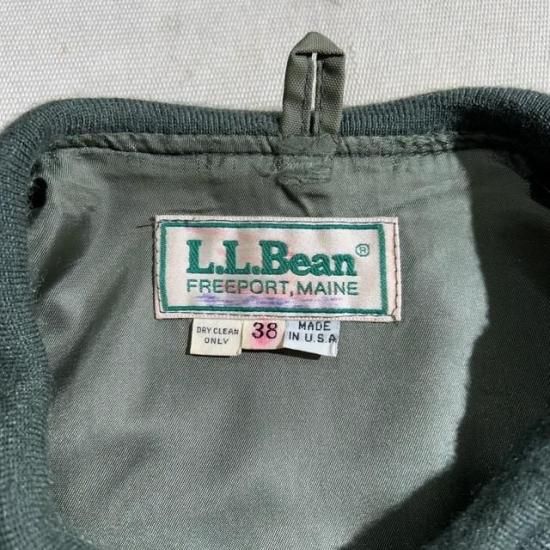 L.L.Bean®
FREEPORT, MAINE
DRY CLEAN
ONLY
38
MADE
IN U.S.A